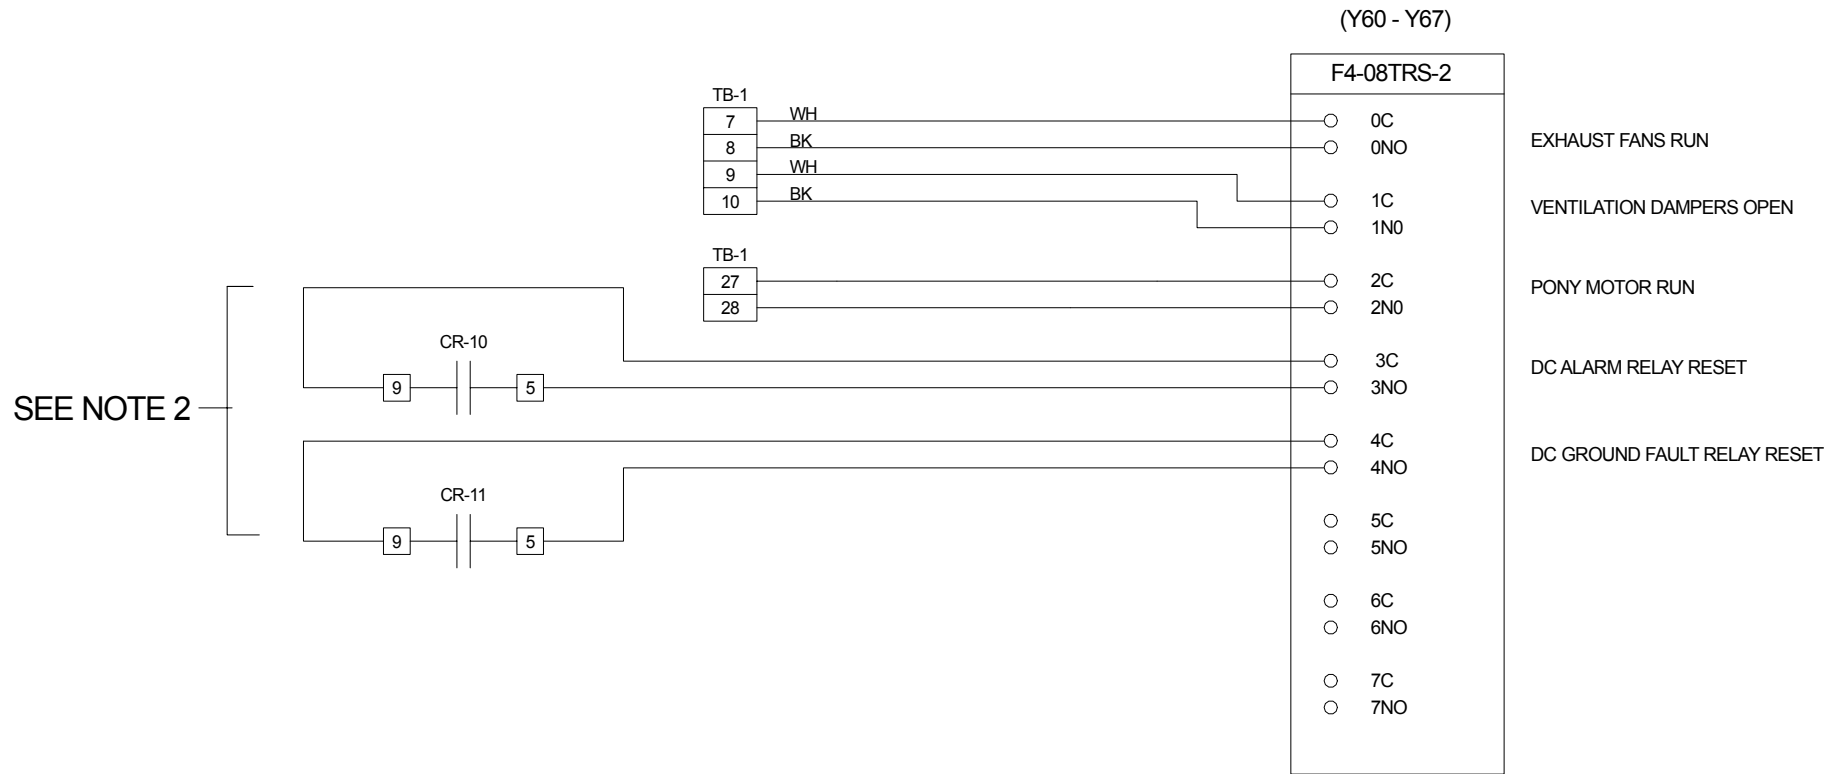 (Y60 - Y67)
F4-08TRS-2
TB-1
7 WH 0C
8 BK 0NO
EXHAUST FANS RUN
9 WH
10 BK 1C
1N0
VENTILATION DAMPERS OPEN
TB-1
27 2C
28 2N0
PONY MOTOR RUN
CR-10
3C
9 5 3NO
DC ALARM RELAY RESET
SEE NOTE 2
4C
4NO
DC GROUND FAULT RELAY RESET
CR-11
9 5
5C
5NO
6C
6NO
7C
7NO